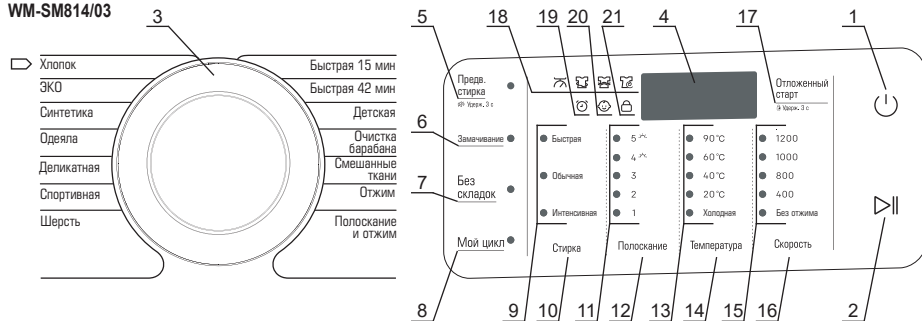 WM-SM814/03
3
Хлопок
ЭКО
Синтетика
Одеяла
Деликатная
Спортивная
Шерсть
Быстрая 15 мин
Быстрая 42 мин
Детская
Очистка
барабана
Смешанные
ткани
Отжим
Полоскание
и отжим
5
18
19
20
21
4
17
1
Предв.
стирка
Удерж. 3 с
6
Замачивание
7
Без
складок
Мой цикл
8
Отложенный
старт
Удерж. 3 с
Быстрая
Обычная
Интенсивная
Стирка
5
4
3
2
1
Полоскание
90°C
60°C
40°C
20°C
Холодная
Температура
1200
1000
800
400
Без отжима
Скорость
9
10
11
12
13
14
15
16
2